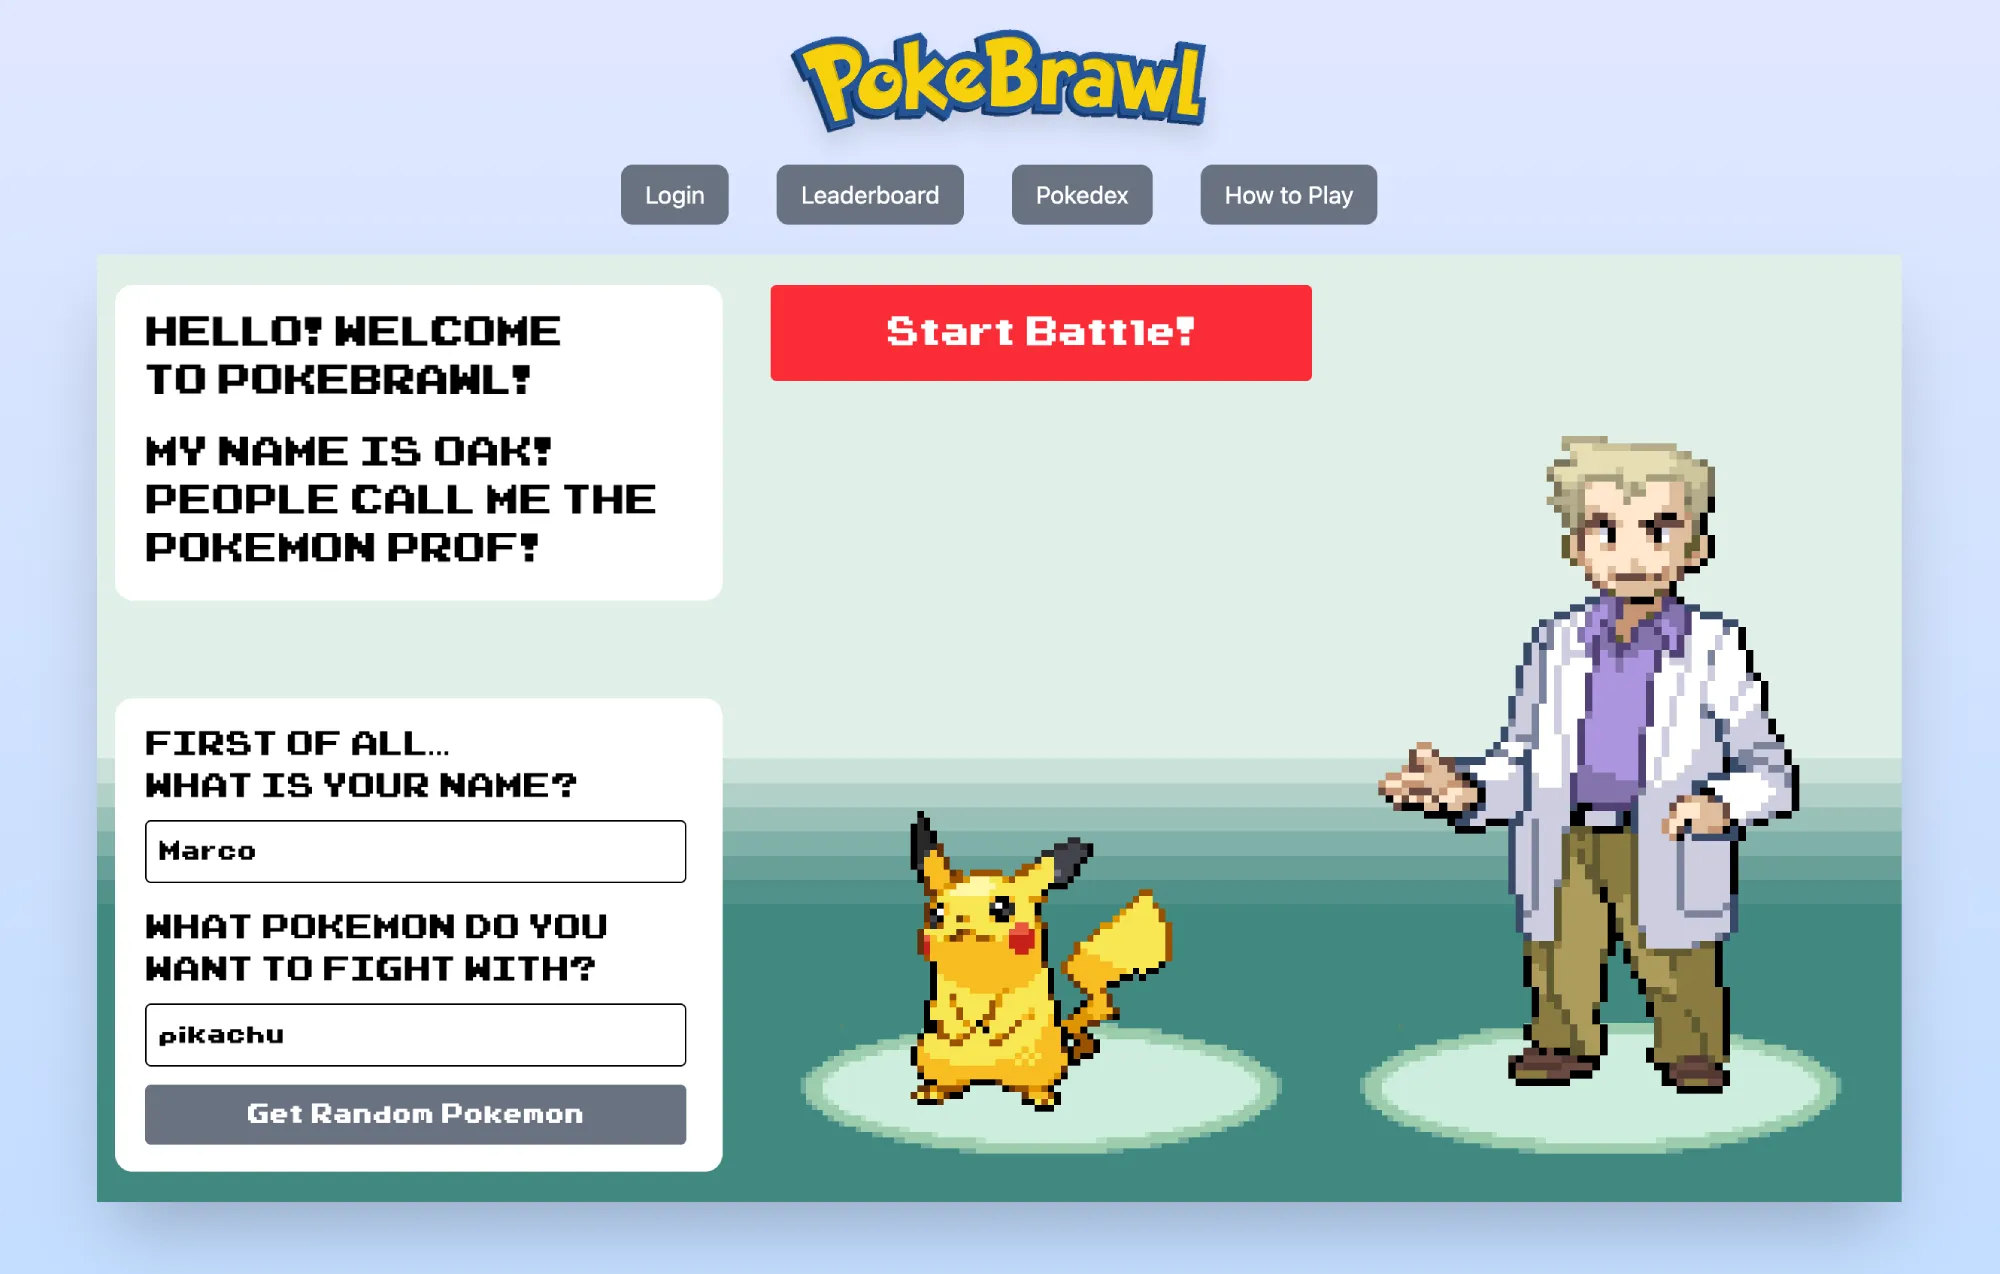 PokeBrawl
Login
Leaderboard
Pokedex
How to Play
HELLO! WELCOME
TO POKEBRAWL!
MY NAME IS OAK!
PEOPLE CALL ME THE
POKEMON PROF!
Start Battle!
FIRST OF ALL...
WHAT IS YOUR NAME?
Marco
WHAT POKEMON DO YOU
WANT TO FIGHT WITH?
pikachu
Get Random Pokemon